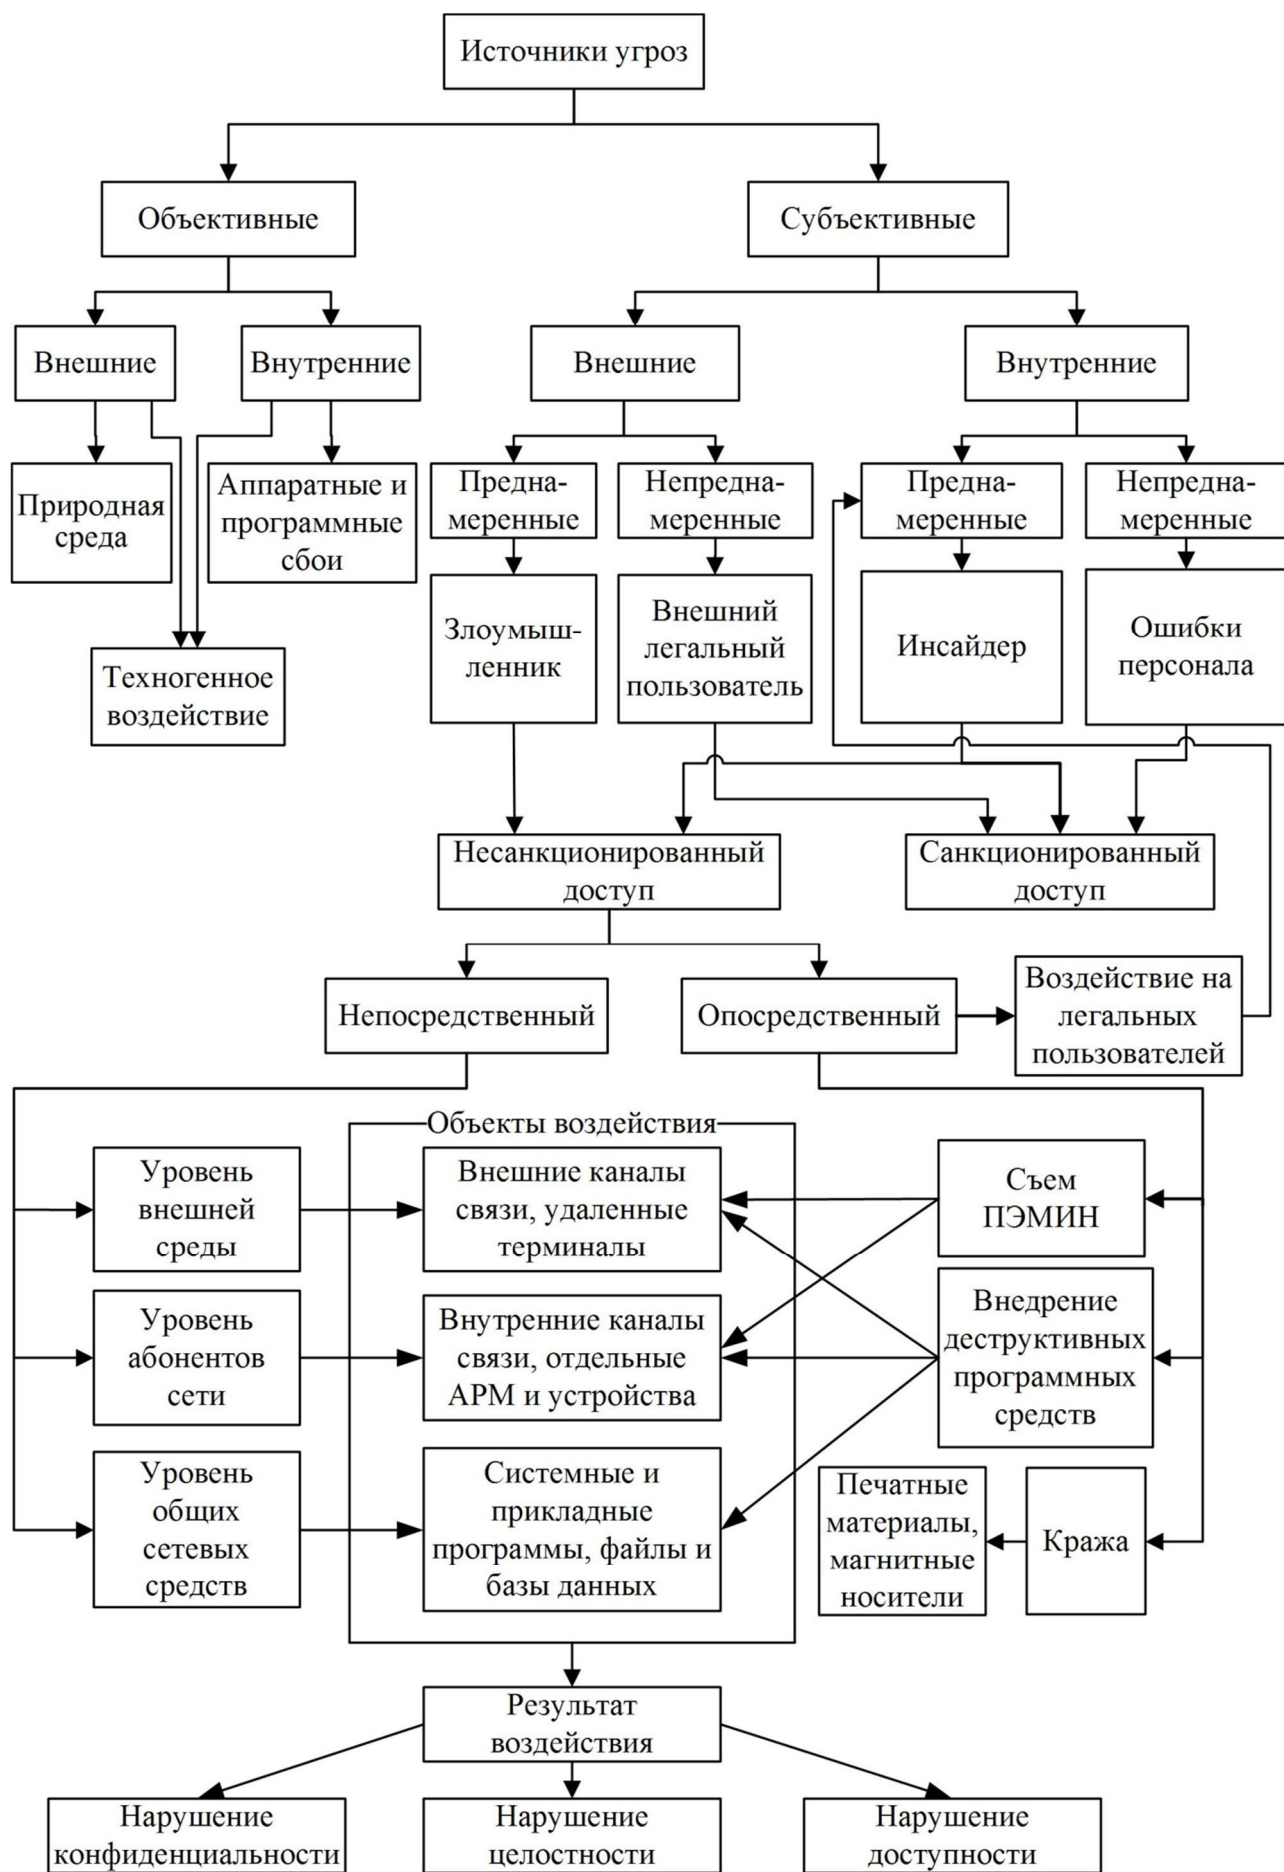 Источники угроз
Объективные
Субъективные
Внешние
Внутренние
Внешние
Внутренние
Природная
среда
Аппаратные и
программные
сбои
Предна-
меренные
Непредна-
меренные
Предна-
меренные
Непредна-
меренные
Техногенное
воздействие
Злоумыш-
ленник
Внешний
легальный
пользователь
Инсайдер
Ошибки
персонала
Несанкционированный
доступ
Санкционированный
доступ
Непосредственный
Опосредственный
Воздействие на
легальных
пользователей
Объекты воздействия
Уровень
внешней
среды
Внешние каналы
связи, удаленные
терминалы
Съем
ПЭМИН
Уровень
абонентов
сети
Внутренние каналы
связи, отдельные
АРМ и устройства
Внедрение
деструктивных
программных
средств
Уровень
общих
сетевых
средств
Системные и
прикладные
программы, файлы и
базы данных
Печатные
материалы,
магнитные
носители
Кража
Результат
воздействия
Нарушение
конфиденциальности
Нарушение
целостности
Нарушение
доступности